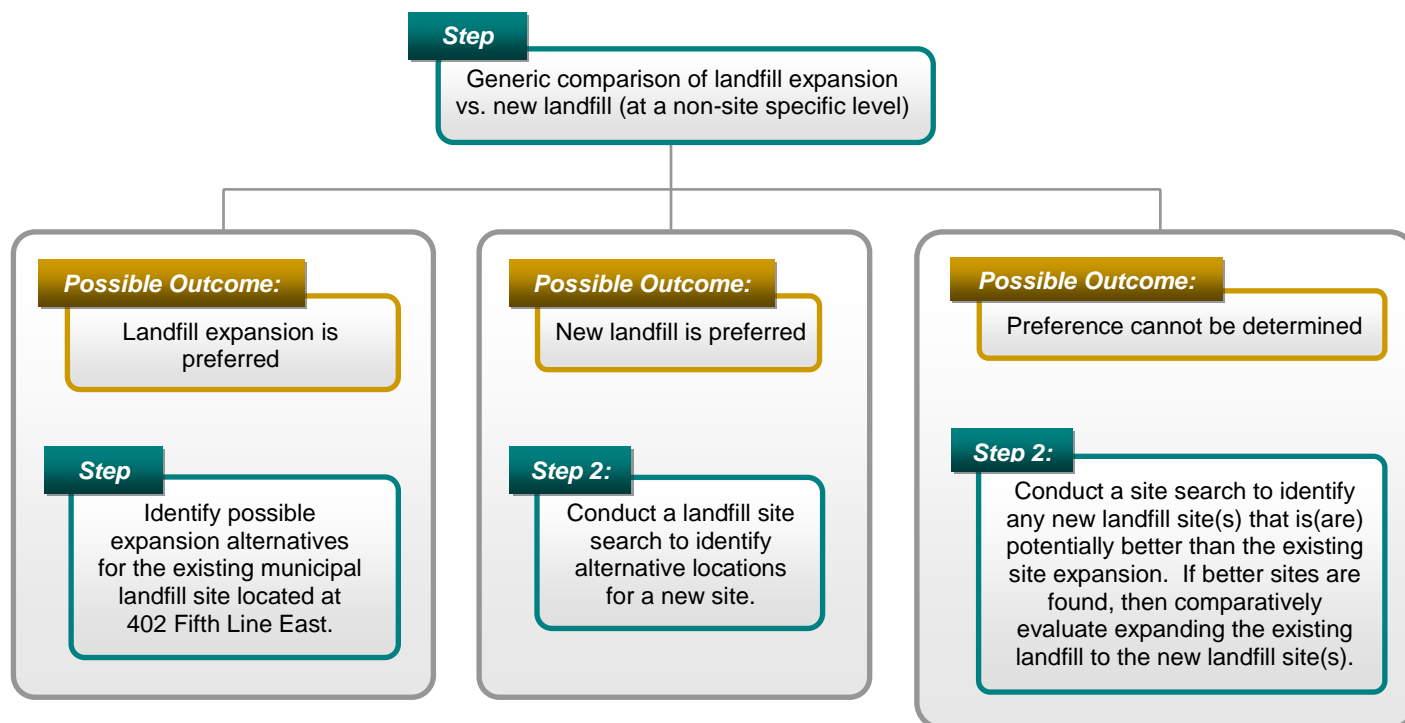 Step
Generic comparison of landfill expansion
vs. new landfill (at a non-site specific level)
Possible Outcome:
Landfill expansion is
preferred
Step
Identify possible
expansion alternatives
for the existing municipal
landfill site located at
402 Fifth Line East.
Possible Outcome:
New landfill is preferred
Step 2:
Conduct a landfill site
search to identify
alternative locations
for a new site.
Possible Outcome:
Preference cannot be determined
Step 2:
Conduct a site search to identify
any new landfill site(s) that is(are)
potentially better than the existing
site expansion.  If better sites are
found, then comparatively
evaluate expanding the existing
landfill to the new landfill site(s).